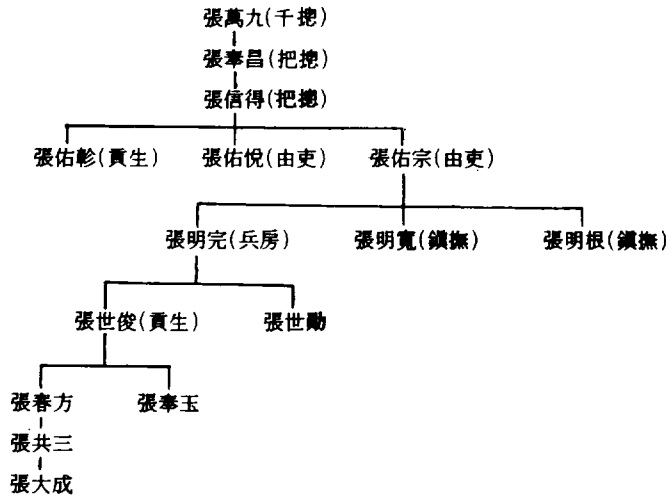 張萬九(千摠)
張奉昌(把摠)
張信得(把摠)
張佑彰(貢生) 張佑悅(由吏) 張佑宗(由吏)
張明完(兵房) 張明寬(鎭撫) 張明根(鎭撫)
張世俊(貢生) 張世勳
張春方 張奉玉
張共三
張大成